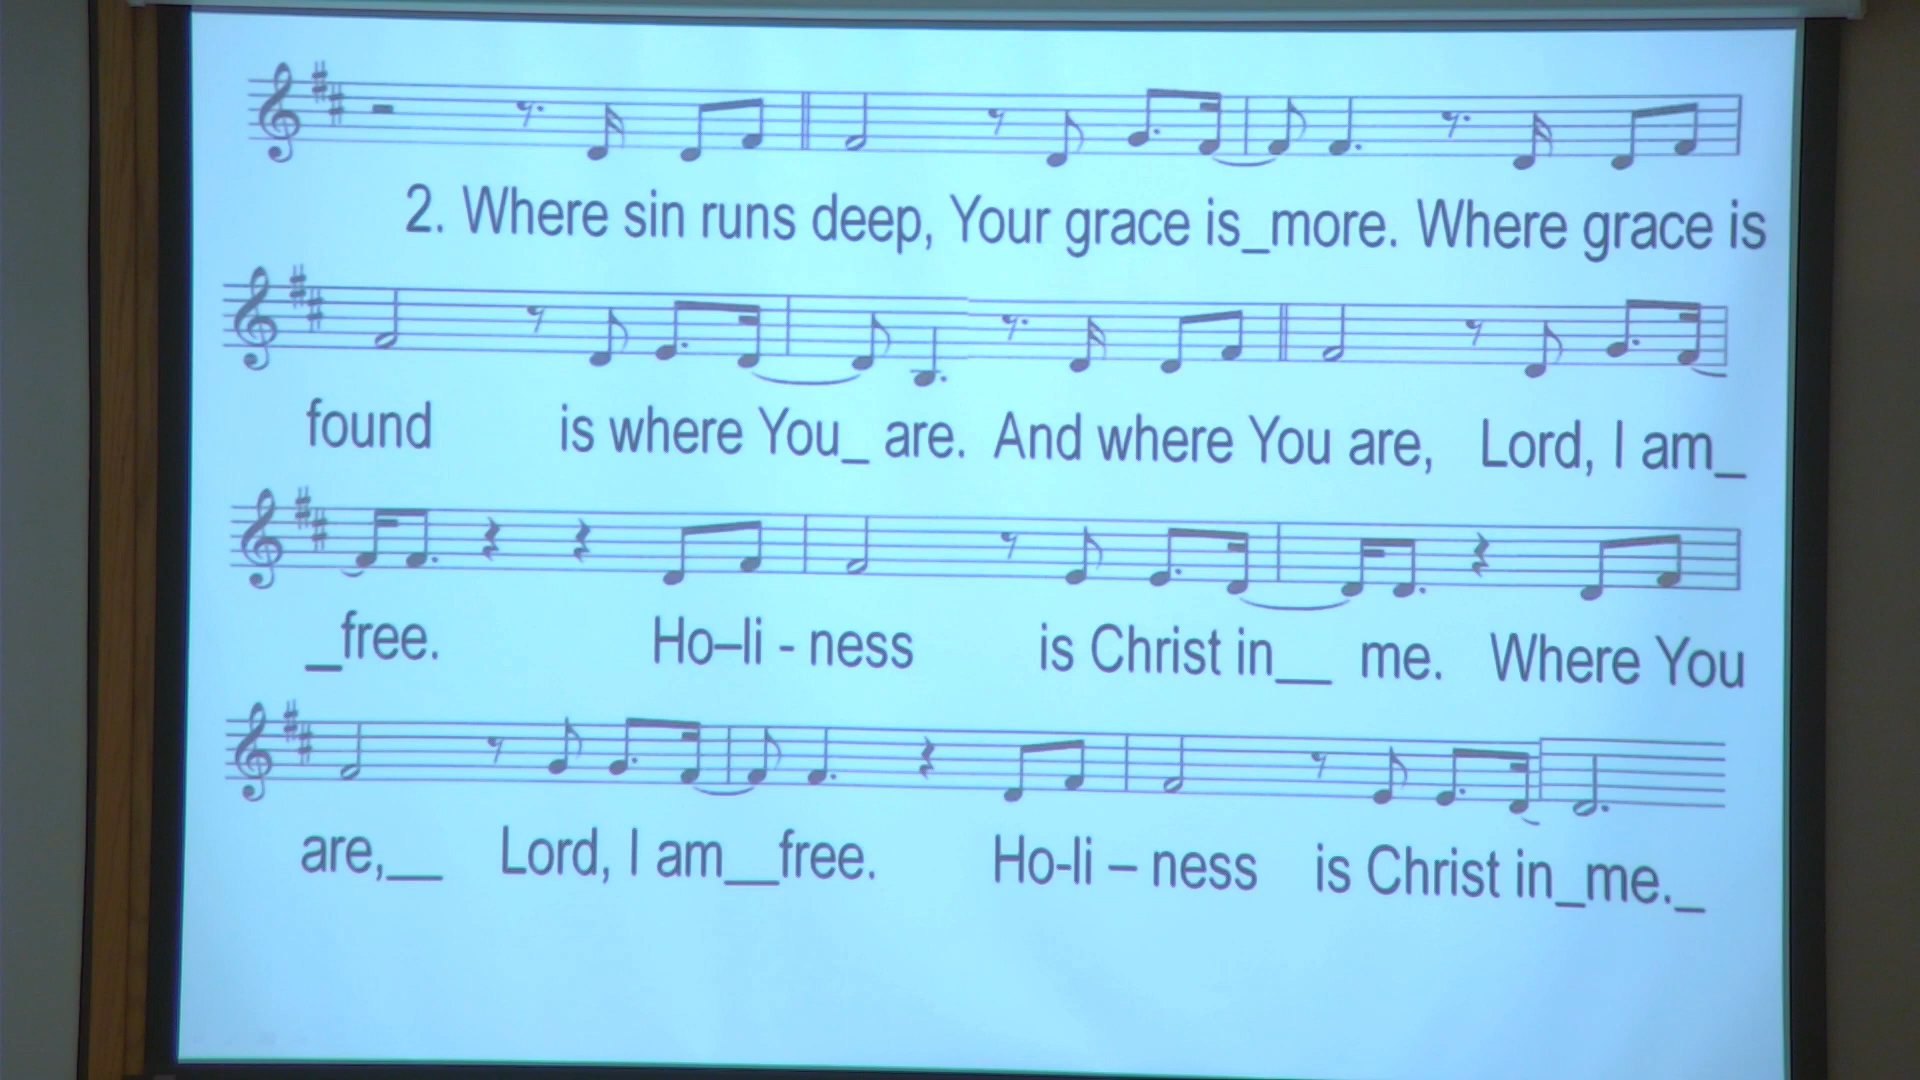 2. Where sin runs deep, Your grace is_more. Where grace is
found is where You_ are. And where You are, Lord, I am_
_free. Ho–li - ness is Christ in__ me. Where You
are,__ Lord, I am__free. Ho-li – ness is Christ in_me._